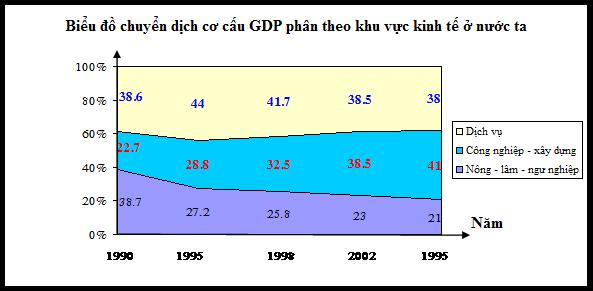 Biểu đồ chuyển dịch cơ cấu GDP phân theo khu vực kinh tế ở nước ta
100%
80%
60%
40%
20%
0%
38.6 44 41.7 38.5 38
22.7 28.8 32.5 38.5 41
38.7 27.2 25.8 23 21
Dịch vụ
Công nghiệp - xây dựng
Nông - lâm - ngư nghiệp
Năm
1990 1995 1998 2002 1995